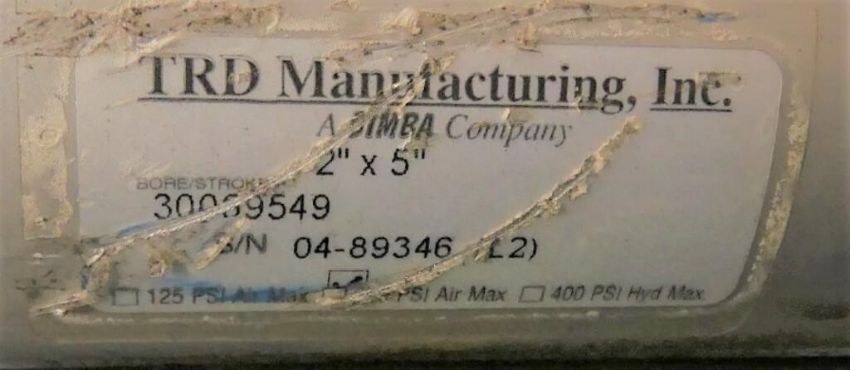 TRD Manufacturing, Inc.
A BIMBA Company
2" x 5"
BORE/STROKE
S/N 04-89346 (L2)
125 PSI Air Max PSI Air Max 400 PSI Hyd Max